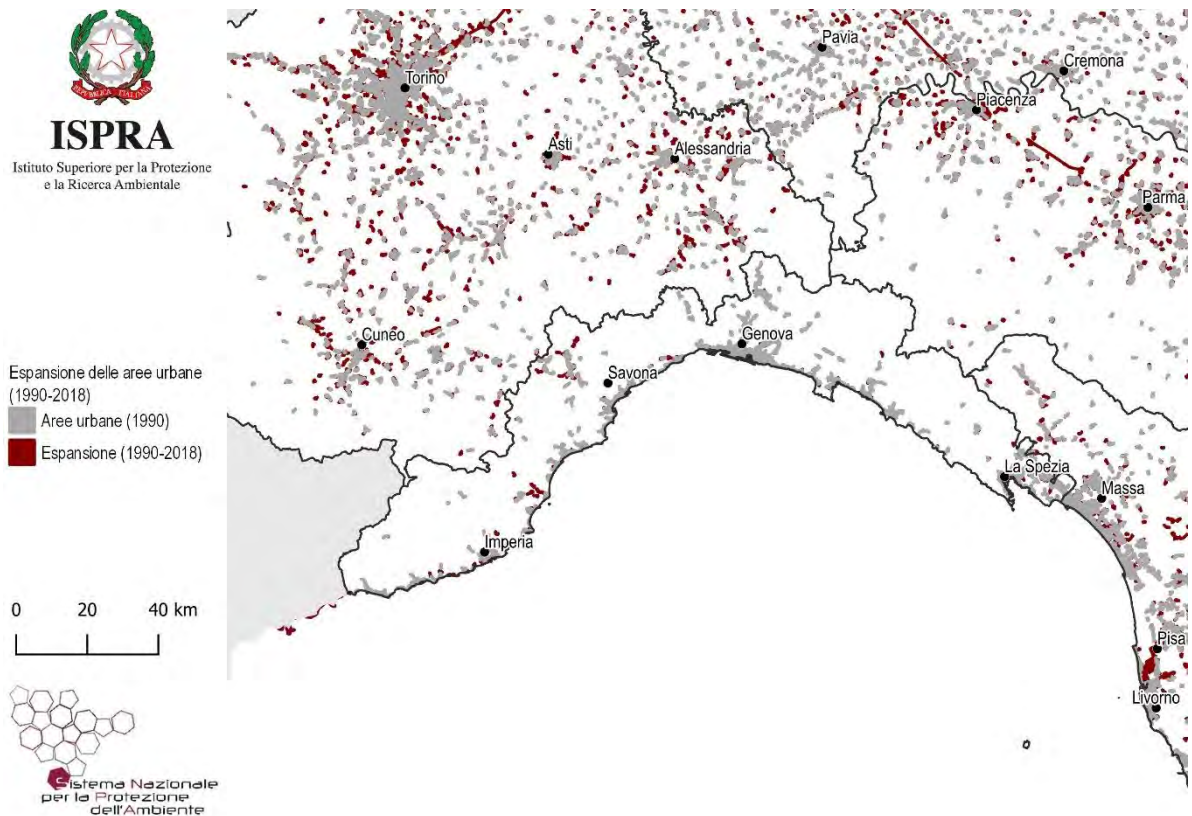 REPUBBLICA ITALIANA
ISPRA
Istituto Superiore per la Protezione
e la Ricerca Ambientale
Espansione delle aree urbane
(1990-2018)
Aree urbane (1990)
Espansione (1990-2018)
0 20 40 km
Sistema Nazionale
per la Protezione
dell'Ambiente
Pavia
Cremona
Torino
Piacenza
Asti
Alessandria
Parma
Cuneo
Genova
Savona
La Spezia
Massa
Imperia
Pisa
Livorno